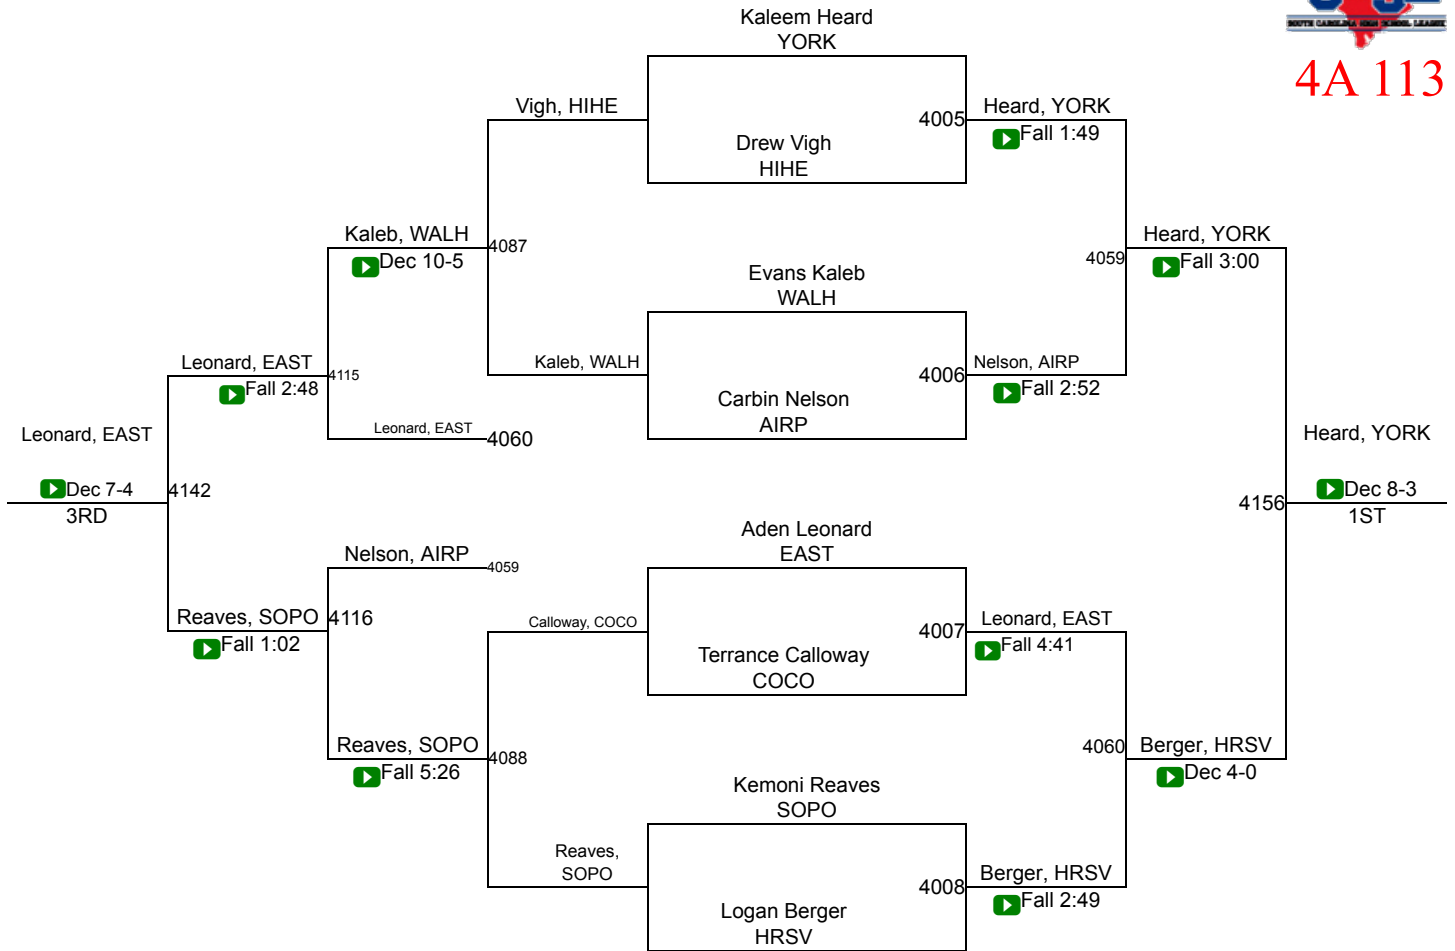 SOUTH CAROLINA HIGH SCHOOL LEAGUE
4A 113
Kaleem Heard
YORK
Vigh, HIHE
4005
Heard, YORK
Fall 1:49
Drew Vigh
HIHE
Kaleb, WALH
Dec 10-5
4087
Heard, YORK
Fall 3:00
4059
Evans Kaleb
WALH
Leonard, EAST
Fall 2:48
4115
Kaleb, WALH
4006
Nelson, AIRP
Fall 2:52
Carbin Nelson
AIRP
Leonard, EAST
4060
Leonard, EAST
Dec 7-4
3RD
4142
Heard, YORK
4156
Dec 8-3
1ST
Aden Leonard
EAST
Nelson, AIRP
4059
Reaves, SOPO
Fall 1:02
4116
Calloway, COCO
4007
Leonard, EAST
Fall 4:41
Terrance Calloway
COCO
Reaves, SOPO
Fall 5:26
4088
4060
Berger, HRSV
Dec 4-0
Kemoni Reaves
SOPO
Reaves,
SOPO
4008
Berger, HRSV
Fall 2:49
Logan Berger
HRSV